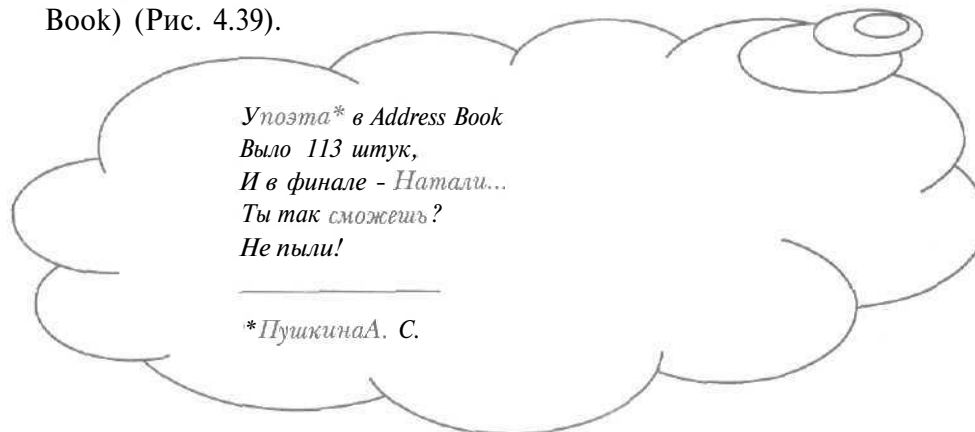 Book) (Рис. 4.39).
Упоэта* в Address Book
Выло 113 штук,
И в финале - Натали...
Ты так сможешь?
Не пыли!
*ПушкинаА. С.